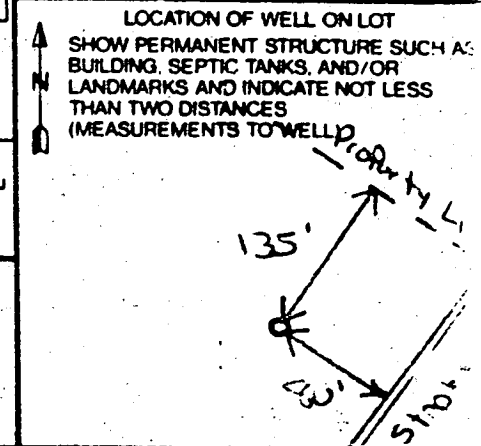 LOCATION OF WELL ON LOT
SHOW PERMANENT STRUCTURE SUCH AS
BUILDING, SEPTIC TANKS, AND/OR
N LANDMARKS AND INDICATE NOT LESS
THAN TWO DISTANCES
(MEASUREMENTS TO WELL)
Property Li
135'